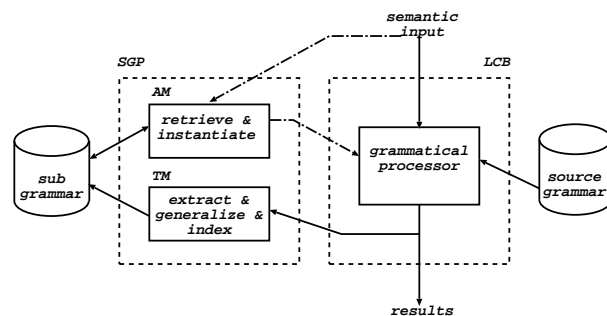 semantic
input
SGP
LCB
AM
retrieve &
instantiate
grammatical
processor
sub
grammar
source
grammar
TM
extract &
generalize &
index
results